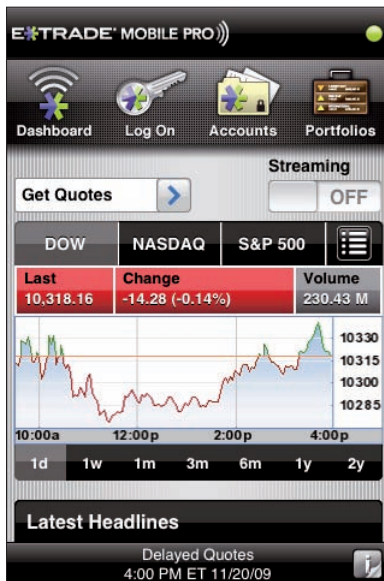 E*TRADE® MOBILE PRO
Dashboard Log On Accounts Portfolios
Streaming
Get Quotes OFF
DOW NASDAQ S&P 500
Last Change Volume
10,318.16 -14.28 (-0.14%) 230.43 M
10330
10315
10300
10285
10:00a 12:00p 2:00p 4:00p
1d 1w 1m 3m 6m 1y 2y
Latest Headlines
Delayed Quotes
4:00 PM ET 11/20/09